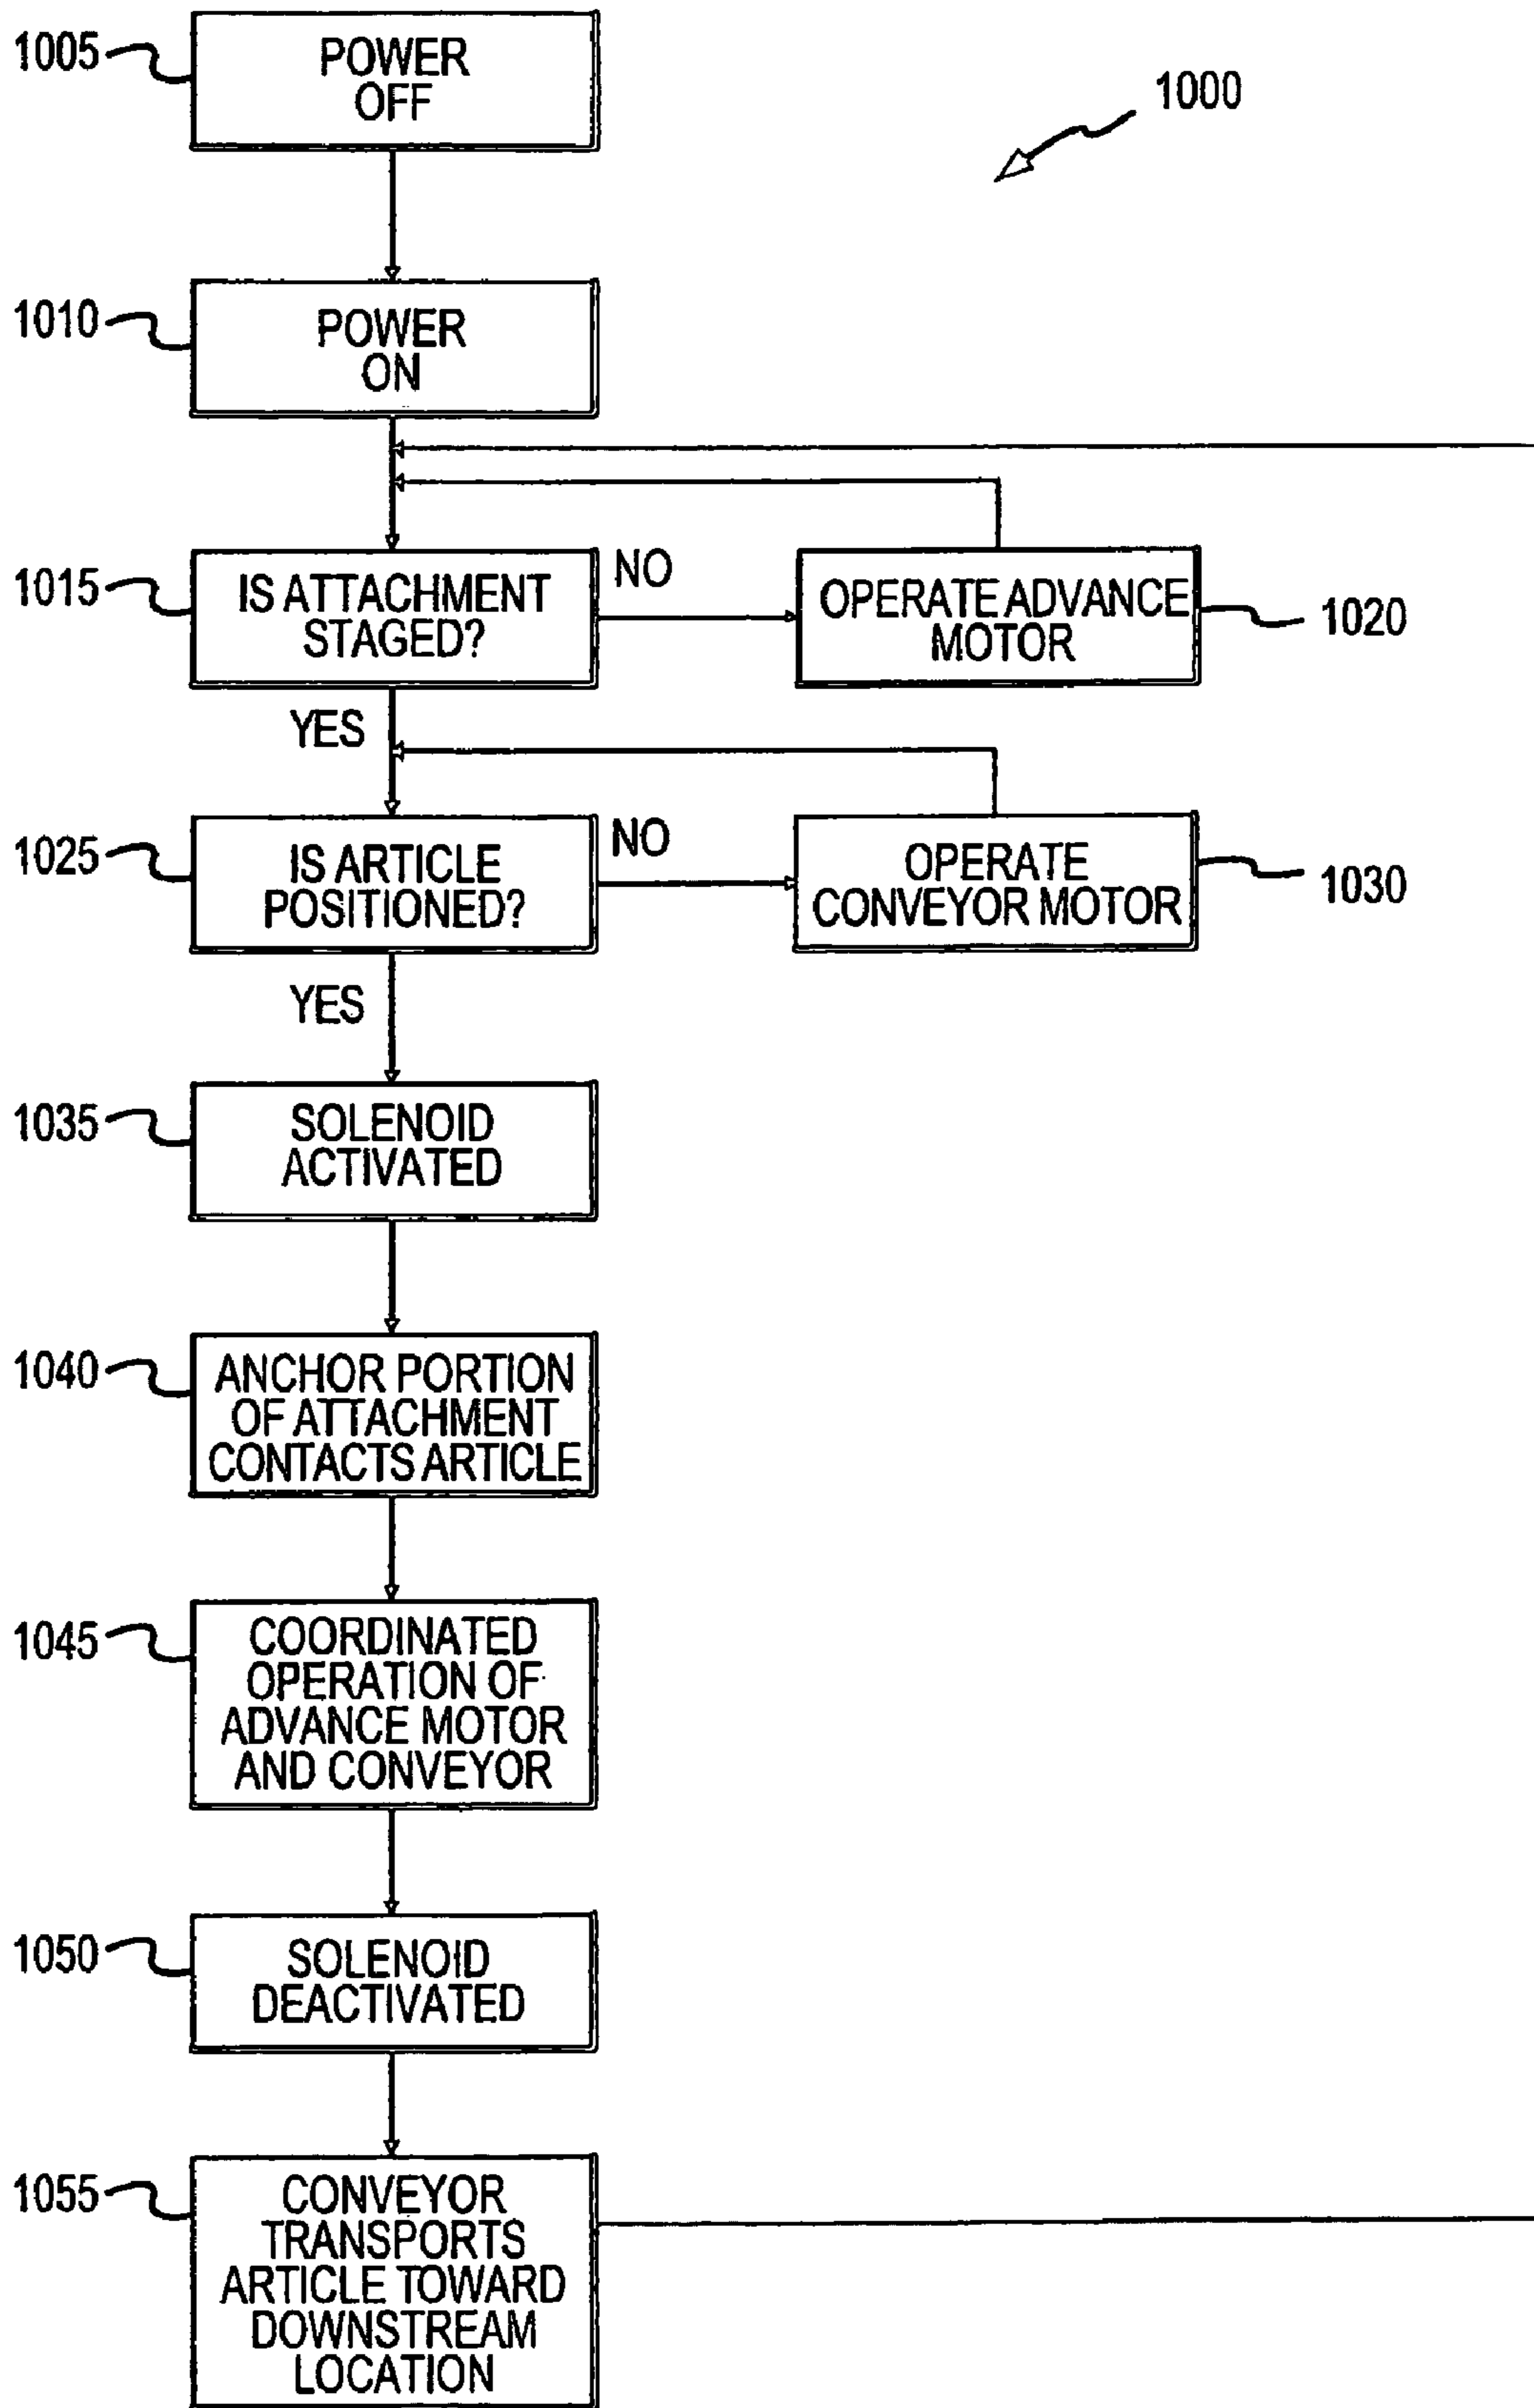 1005
POWER
OFF
1000
1010
POWER
ON
1015
IS ATTACHMENT
STAGED?
NO
OPERATE ADVANCE
MOTOR
1020
YES
1025
IS ARTICLE
POSITIONED?
NO
OPERATE
CONVEYOR MOTOR
1030
YES
1035
SOLENOID
ACTIVATED
1040
ANCHOR PORTION
OF ATTACHMENT
CONTACTS ARTICLE
1045
COORDINATED
OPERATION OF
ADVANCE MOTOR
AND CONVEYOR
1050
SOLENOID
DEACTIVATED
1055
CONVEYOR
TRANSPORTS
ARTICLE TOWARD
DOWNSTREAM
LOCATION